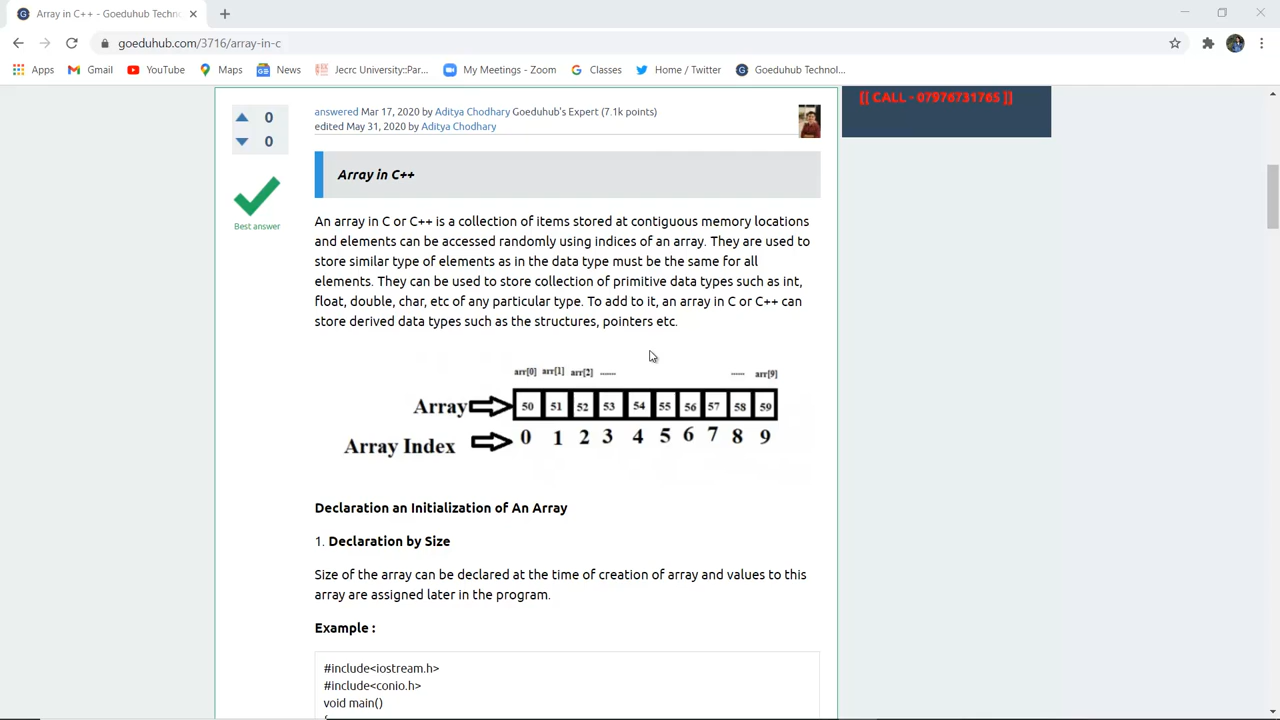 Array in C++ - Goeduhub Techno
goeduhub.com/3716/array-in-c
Apps Gmail YouTube Maps News Jecrc University::Par... My Meetings - Zoom Classes Home / Twitter Goeduhub Technol...
[[ CALL - 07976731765 ]]
0
0
Best answer
answered Mar 17, 2020 by Aditya Chodhary Goeduhub's Expert (7.1k points)
edited May 31, 2020 by Aditya Chodhary
Array in C++
An array in C or C++ is a collection of items stored at contiguous memory locations
and elements can be accessed randomly using indices of an array. They are used to
store similar type of elements as in the data type must be the same for all
elements. They can be used to store collection of primitive data types such as int,
float, double, char, etc of any particular type. To add to it, an array in C or C++ can
store derived data types such as the structures, pointers etc.
arr[0] arr[1] arr[2] ....... ...... arr[9]
Array 50 51 52 53 54 55 56 57 58 59
Array Index 0 1 2 3 4 5 6 7 8 9
Declaration an Initialization of An Array
1. Declaration by Size
Size of the array can be declared at the time of creation of array and values to this
array are assigned later in the program.
Example :
#include<iostream.h>
#include<conio.h>
void main()
{